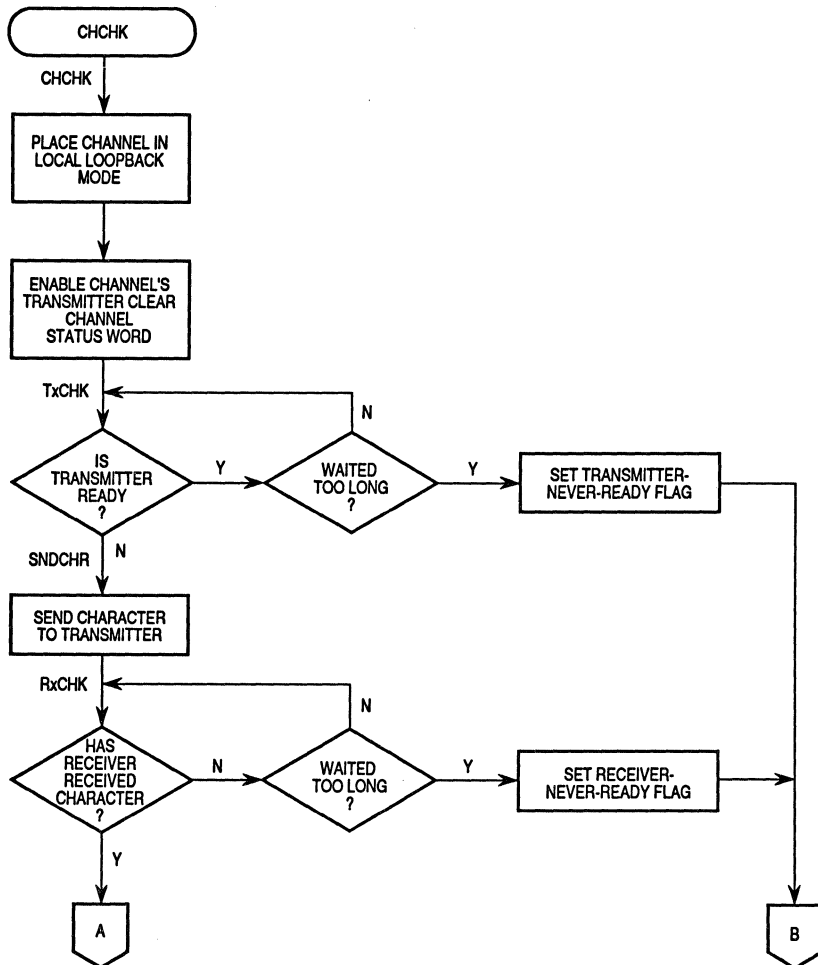 CHCHK
CHCHK
PLACE CHANNEL IN
LOCAL LOOPBACK
MODE
ENABLE CHANNEL'S
TRANSMITTER CLEAR
CHANNEL
STATUS WORD
TxCHK
N
IS
TRANSMITTER
READY
?
Y
WAITED
TOO LONG
?
Y
SET TRANSMITTER-
NEVER-READY FLAG
SNDCHR
N
SEND CHARACTER
TO TRANSMITTER
RxCHK
N
HAS
RECEIVER
RECEIVED
CHARACTER
?
N
WAITED
TOO LONG
?
Y
SET RECEIVER-
NEVER-READY FLAG
Y
A
B